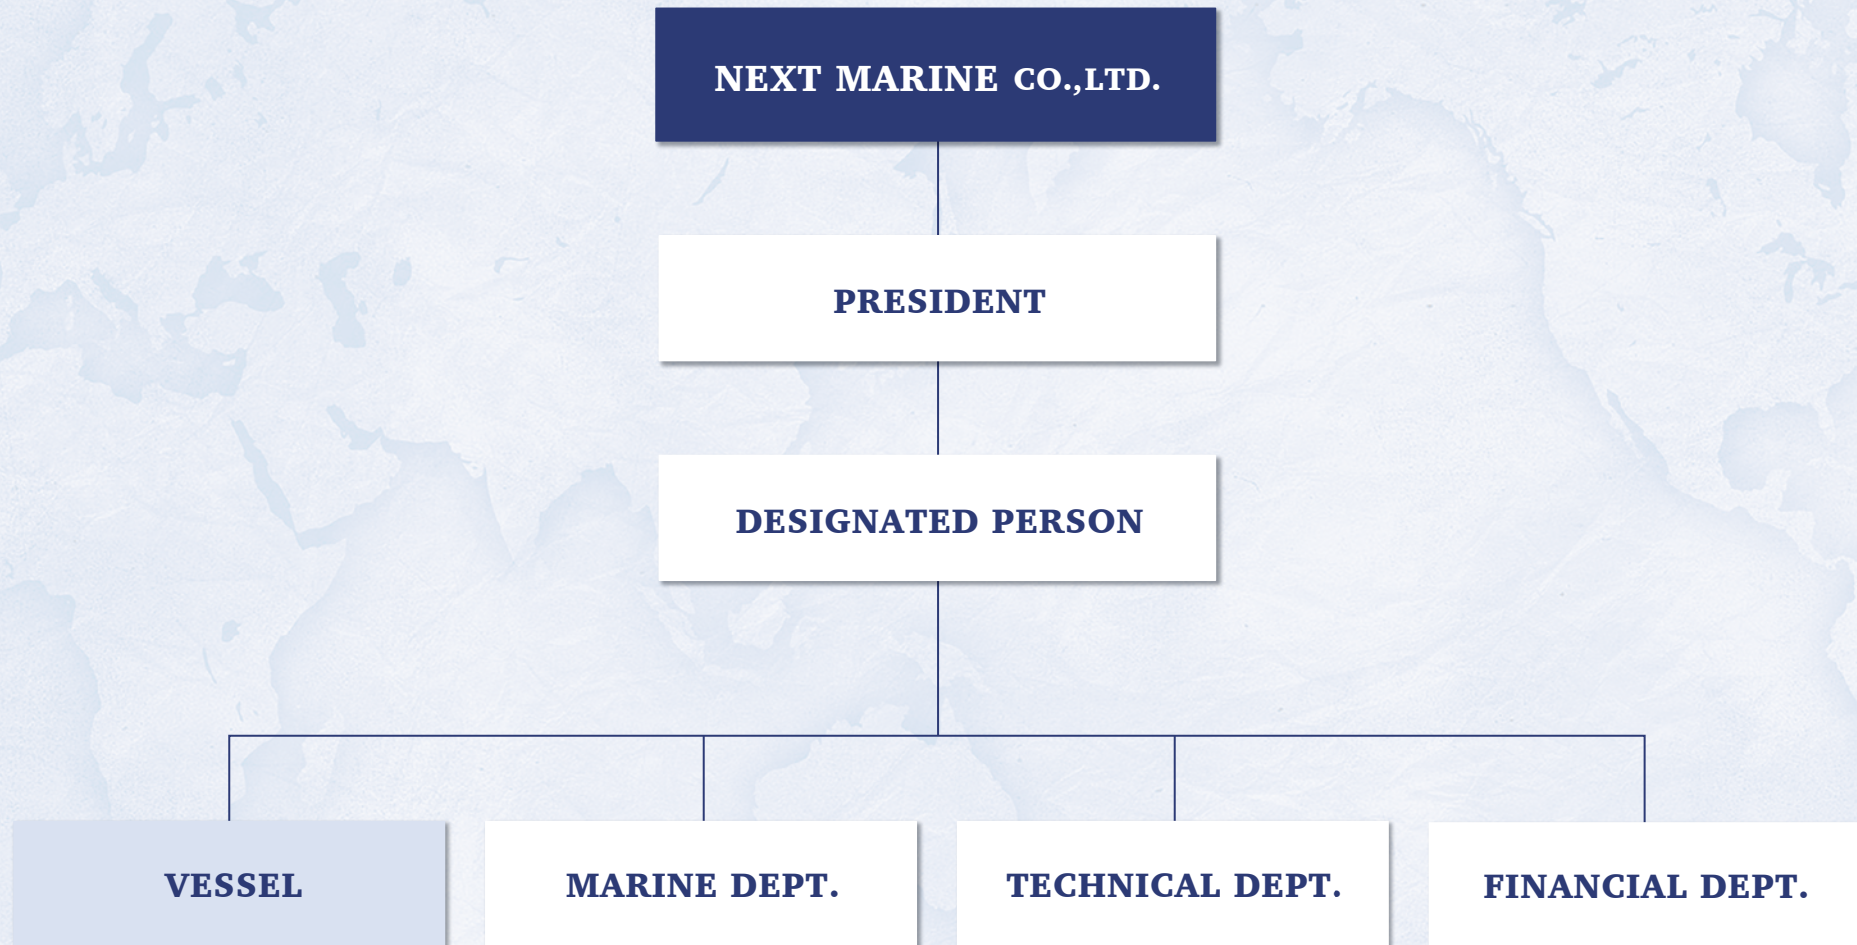 NEXT MARINE CO.,LTD.
PRESIDENT
DESIGNATED PERSON
VESSEL
MARINE DEPT.
TECHNICAL DEPT.
FINANCIAL DEPT.